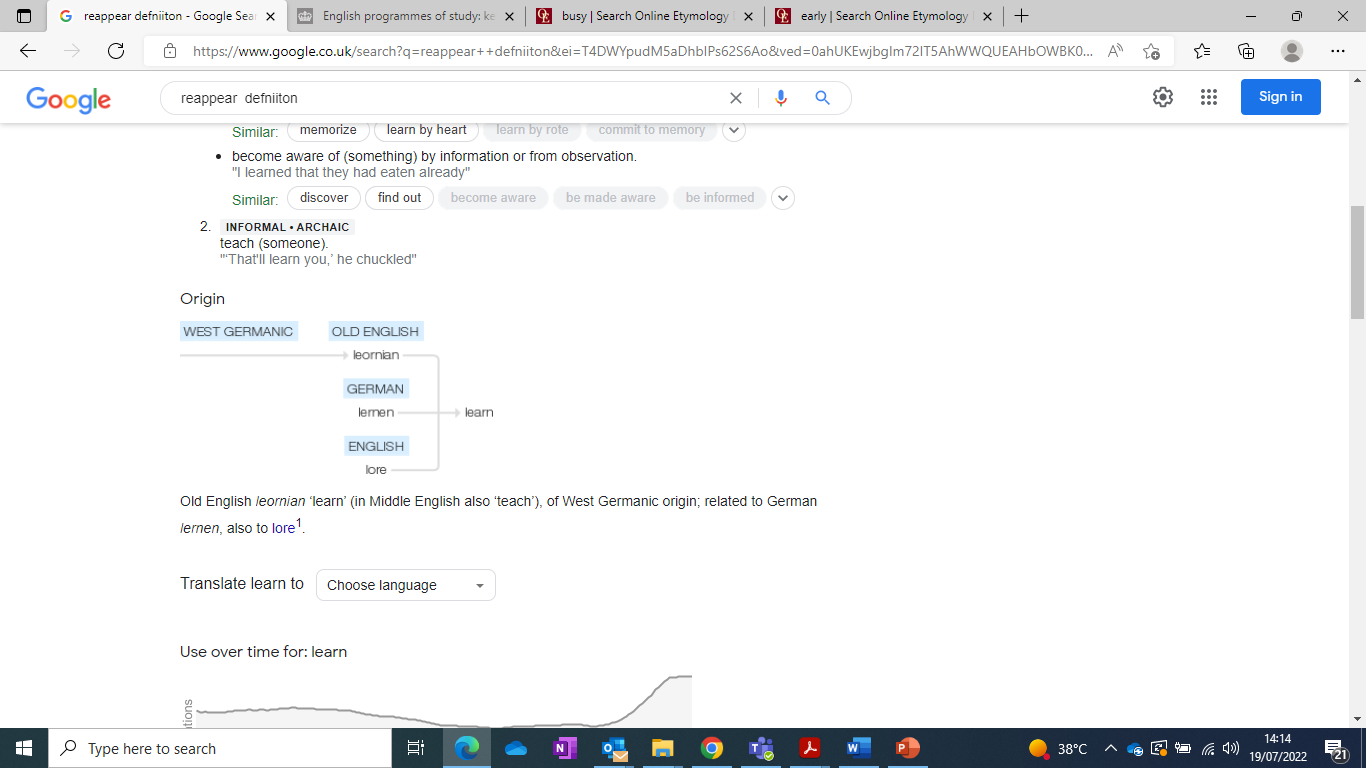 reappear defniiton - Google Sea
English programmes of study: ke
busy | Search Online Etymology
early | Search Online Etymology
https://www.google.co.uk/search?q=reappear++defniiton&ei=T4DWYpudM5aDhbIPs62S6Ao&ved=0ahUKEwjbgIm72IT5AhWWQUEAHbOWBK0...
Google
reappear defniiton
Sign in
Similar: memorize learn by heart learn by rote commit to memory
• become aware of (something) by information or from observation.
"I learned that they had eaten already"
Similar: discover find out become aware be made aware be informed
2. INFORMAL • ARCHAIC
teach (someone).
"'That'll learn you,' he chuckled"
Origin
WEST GERMANIC OLD ENGLISH
leornian
GERMAN
lernen learn
ENGLISH
lore
Old English leornian ‘learn’ (in Middle English also ‘teach’), of West Germanic origin; related to German
lernen, also to lore1.
Translate learn to Choose language
Use over time for: learn
Type here to search
38°C
14:14
19/07/2022
21